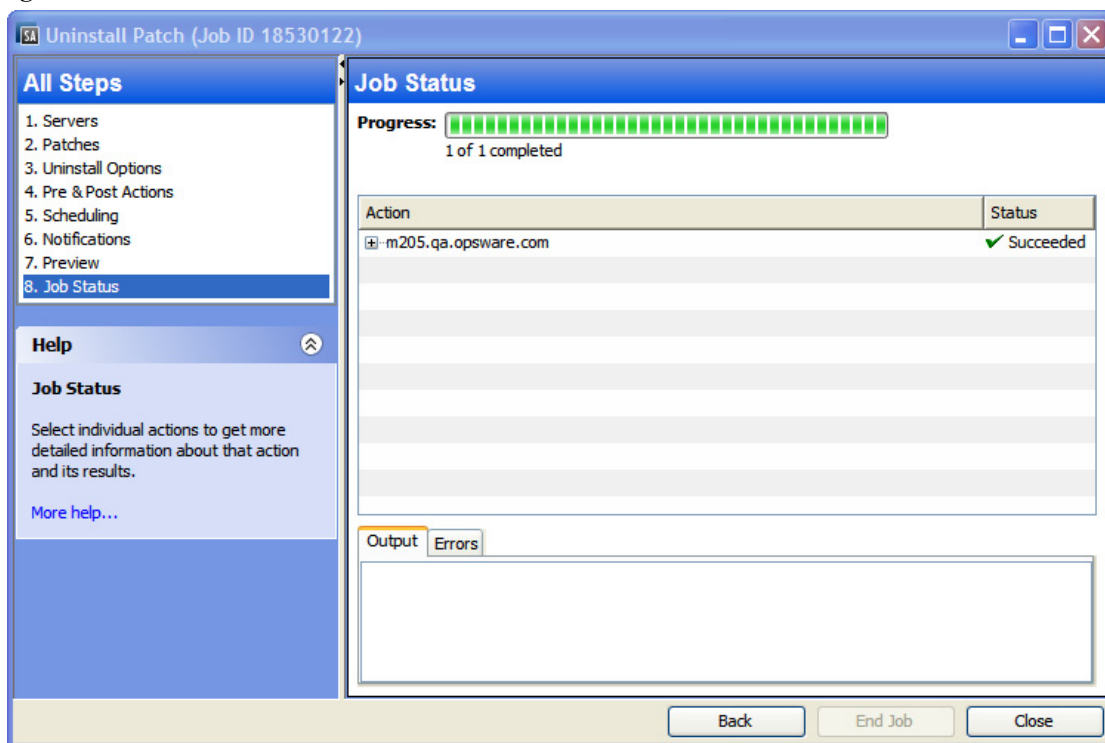 SA Uninstall Patch (Job ID 18530122)
All Steps
1. Servers
2. Patches
3. Uninstall Options
4. Pre & Post Actions
5. Scheduling
6. Notifications
7. Preview
8. Job Status
Help
Job Status
Select individual actions to get more
detailed information about that action
and its results.
More help...
Job Status
Progress:
1 of 1 completed
Action Status
m205.qa.opsware.com Succeeded
Output Errors
Back End Job Close